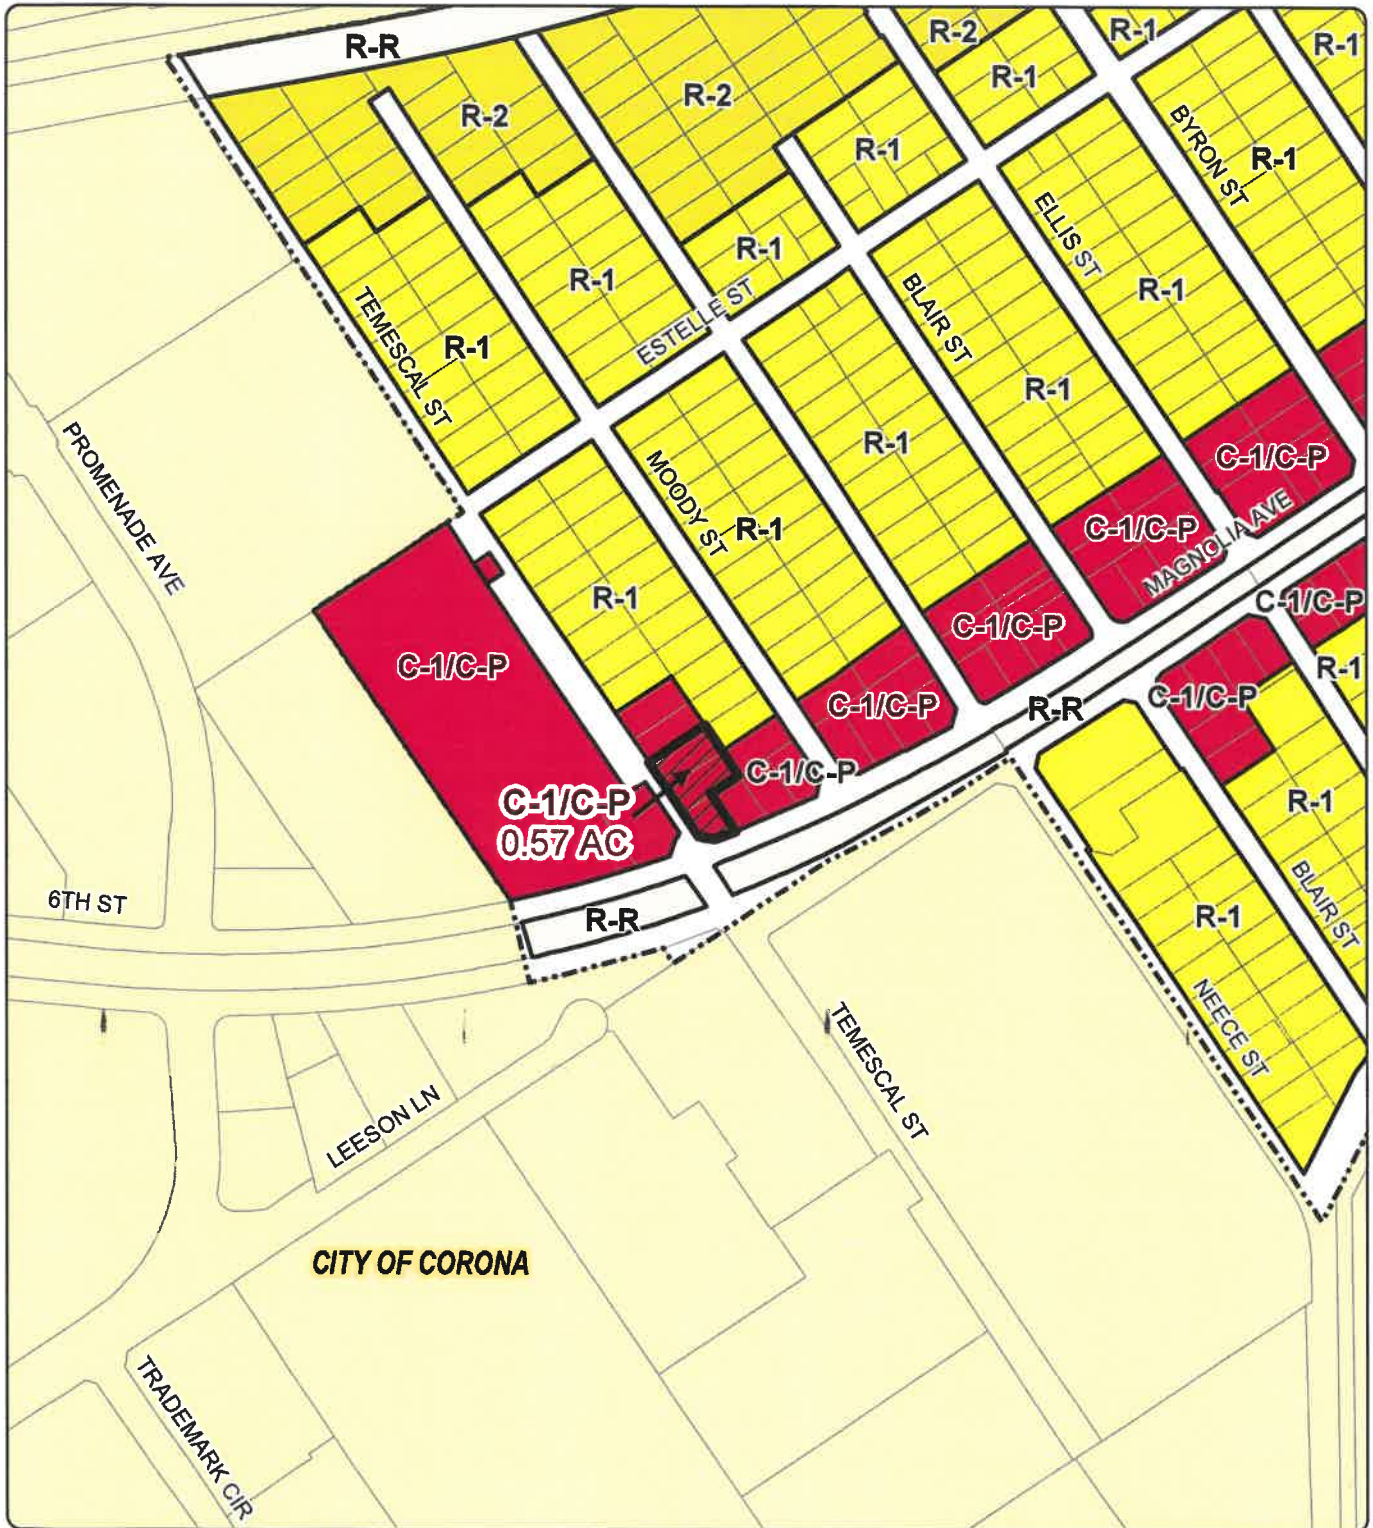 R-R
R-2
R-1
R-1
R-2
R-2
R-1
R-1
BYRON ST
R-1
R-1
ELLIS ST
R-1
R-1
BLAIR ST
R-1
TEMESCAL ST
R-1
ESTELLE ST
R-1
R-1
PROMENADE AVE
MOODY ST
R-1
C-1/C-P
C-1/C-P
MAGNOLIA AVE
R-1
C-1/C-P
C-1/C-P
C-1/C-P
R-1
C-1/C-P
C-1/C-P
R-R
C-1/C-P
C-1/C-P
0.57 AC
R-1
6TH ST
R-R
R-1
BLAIR ST
NEECE ST
TEMESCAL ST
LEESON LN
CITY OF CORONA
TRADEMARK CIR